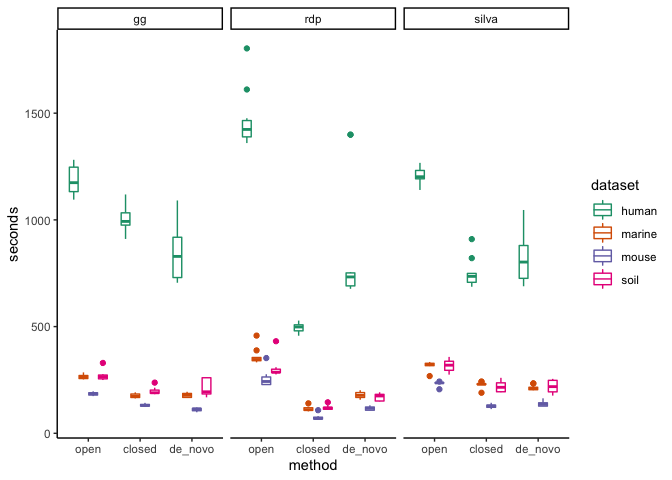 gg rdp silva
1500
1000
500
0
seconds
open closed de_novo open closed de_novo open closed de_novo
method
dataset
human
marine
mouse
soil